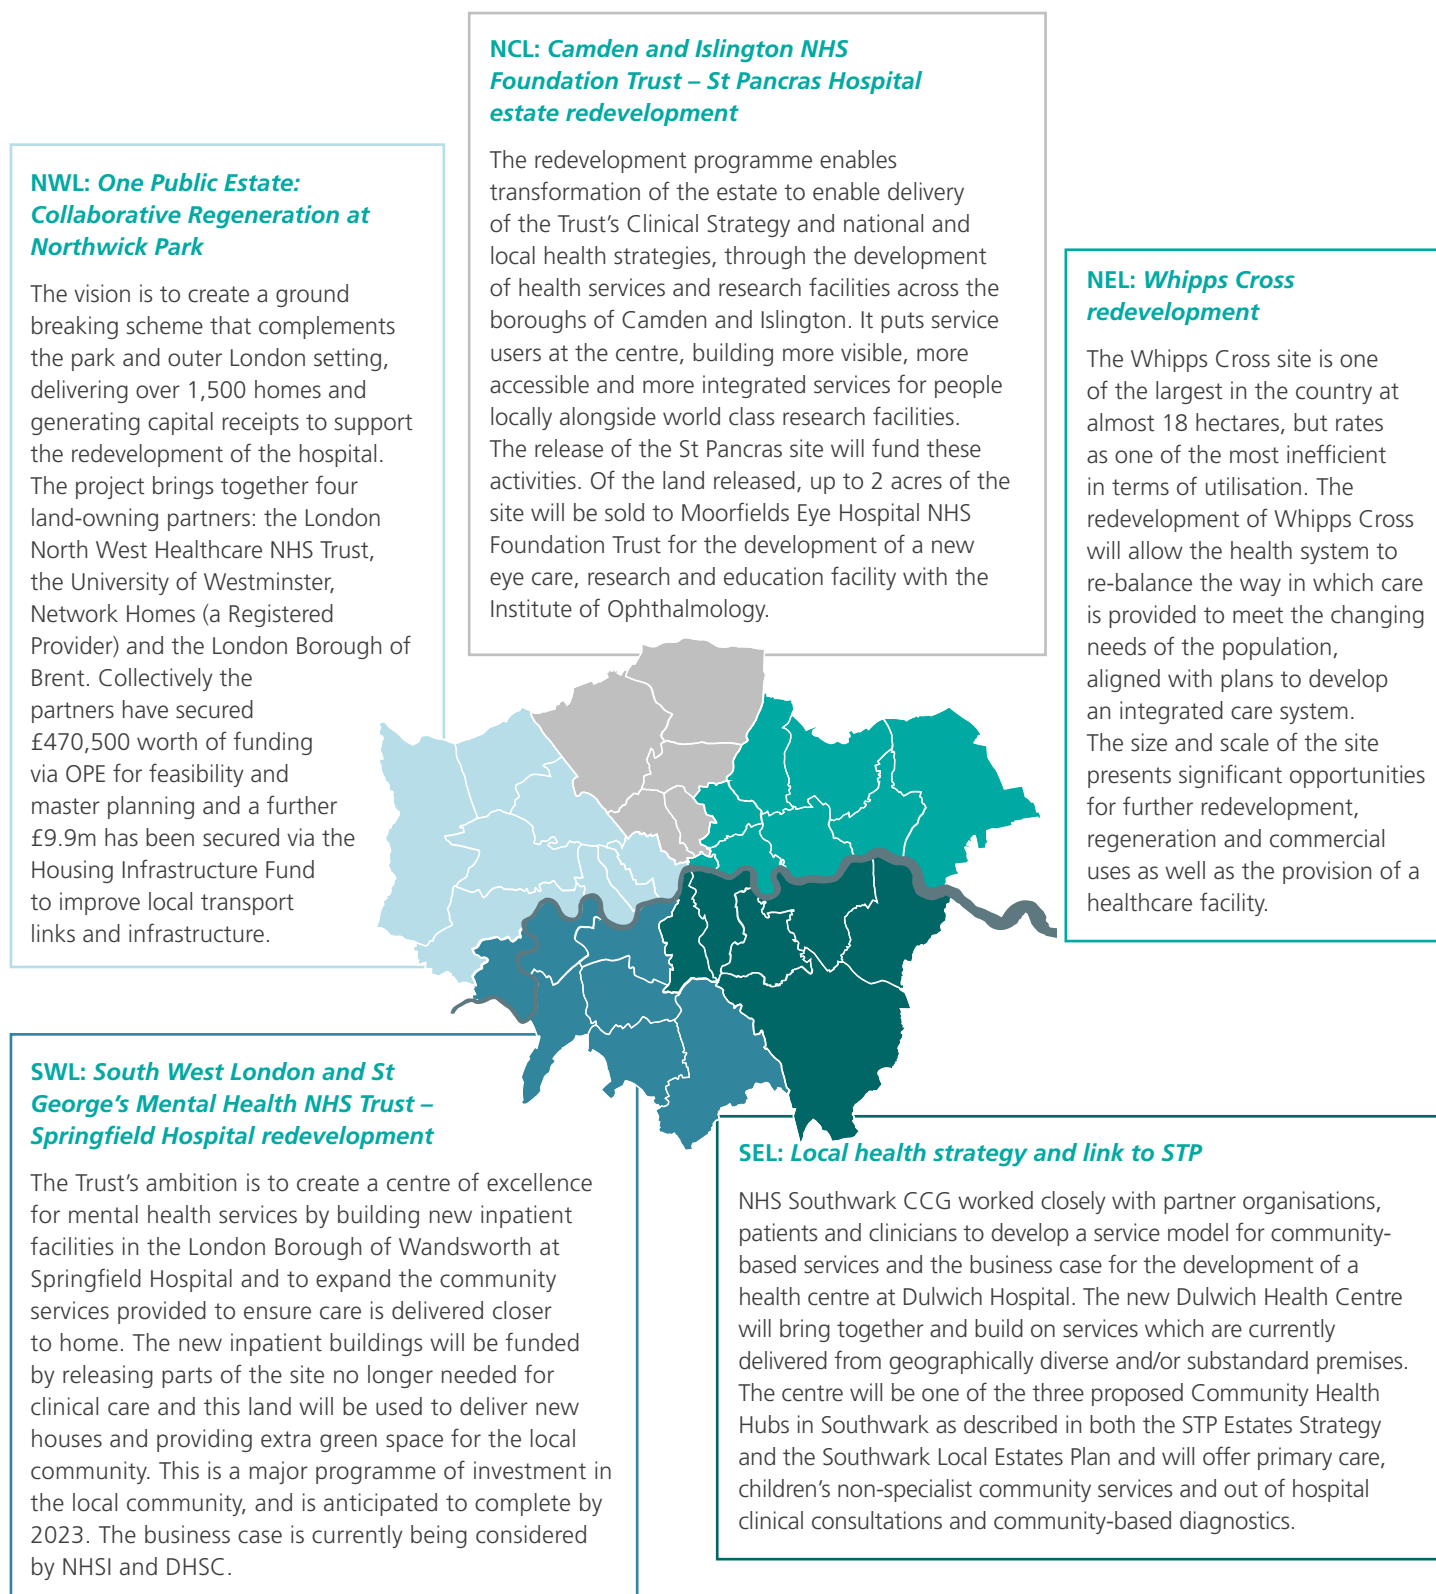 NCL: Camden and Islington NHS
Foundation Trust – St Pancras Hospital
estate redevelopment
The redevelopment programme enables
transformation of the estate to enable delivery
of the Trust’s Clinical Strategy and national and
local health strategies, through the development
of health services and research facilities across the
boroughs of Camden and Islington. It puts service
users at the centre, building more visible, more
accessible and more integrated services for people
locally alongside world class research facilities.
The release of the St Pancras site will fund these
activities. Of the land released, up to 2 acres of the
site will be sold to Moorfields Eye Hospital NHS
Foundation Trust for the development of a new
eye care, research and education facility with the
Institute of Ophthalmology.
NWL: One Public Estate:
Collaborative Regeneration at
Northwick Park
The vision is to create a ground
breaking scheme that complements
the park and outer London setting,
delivering over 1,500 homes and
generating capital receipts to support
the redevelopment of the hospital.
The project brings together four
land-owning partners: the London
North West Healthcare NHS Trust,
the University of Westminster,
Network Homes (a Registered
Provider) and the London Borough of
Brent. Collectively the
partners have secured
£470,500 worth of funding
via OPE for feasibility and
master planning and a further
£9.9m has been secured via the
Housing Infrastructure Fund
to improve local transport
links and infrastructure.
NEL: Whipps Cross
redevelopment
The Whipps Cross site is one
of the largest in the country at
almost 18 hectares, but rates
as one of the most inefficient
in terms of utilisation. The
redevelopment of Whipps Cross
will allow the health system to
re-balance the way in which care
is provided to meet the changing
needs of the population,
aligned with plans to develop
an integrated care system.
The size and scale of the site
presents significant opportunities
for further redevelopment,
regeneration and commercial
uses as well as the provision of a
healthcare facility.
SWL: South West London and St
George’s Mental Health NHS Trust –
Springfield Hospital redevelopment
The Trust’s ambition is to create a centre of excellence
for mental health services by building new inpatient
facilities in the London Borough of Wandsworth at
Springfield Hospital and to expand the community
services provided to ensure care is delivered closer
to home. The new inpatient buildings will be funded
by releasing parts of the site no longer needed for
clinical care and this land will be used to deliver new
houses and providing extra green space for the local
community. This is a major programme of investment in
the local community, and is anticipated to complete by
2023. The business case is currently being considered
by NHSI and DHSC.
SEL: Local health strategy and link to STP
NHS Southwark CCG worked closely with partner organisations,
patients and clinicians to develop a service model for community-
based services and the business case for the development of a
health centre at Dulwich Hospital. The new Dulwich Health Centre
will bring together and build on services which are currently
delivered from geographically diverse and/or substandard premises.
The centre will be one of the three proposed Community Health
Hubs in Southwark as described in both the STP Estates Strategy
and the Southwark Local Estates Plan and will offer primary care,
children’s non-specialist community services and out of hospital
clinical consultations and community-based diagnostics.